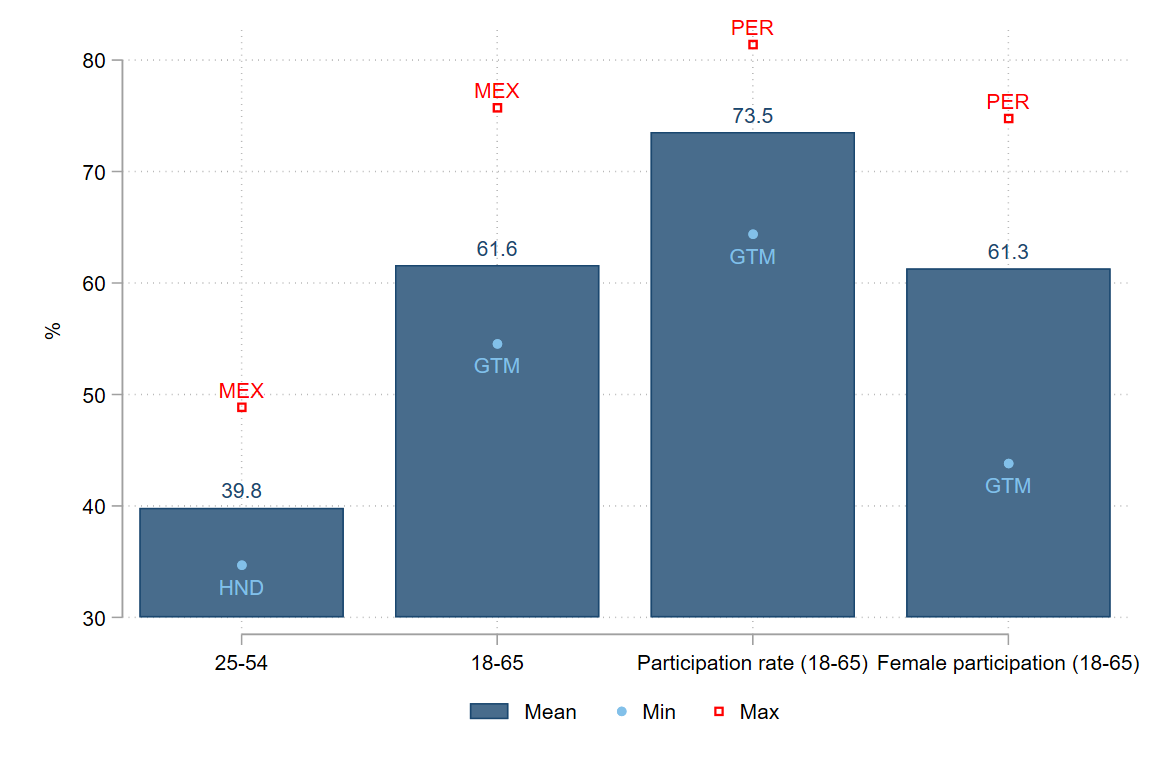 PER
80
MEX
PER
73.5
70
61.6
61.3
GTM
60
%
GTM
50
MEX
39.8
GTM
40
HND
30
25-54
18-65
Participation rate (18-65)
Female participation (18-65)
Mean
Min
Max